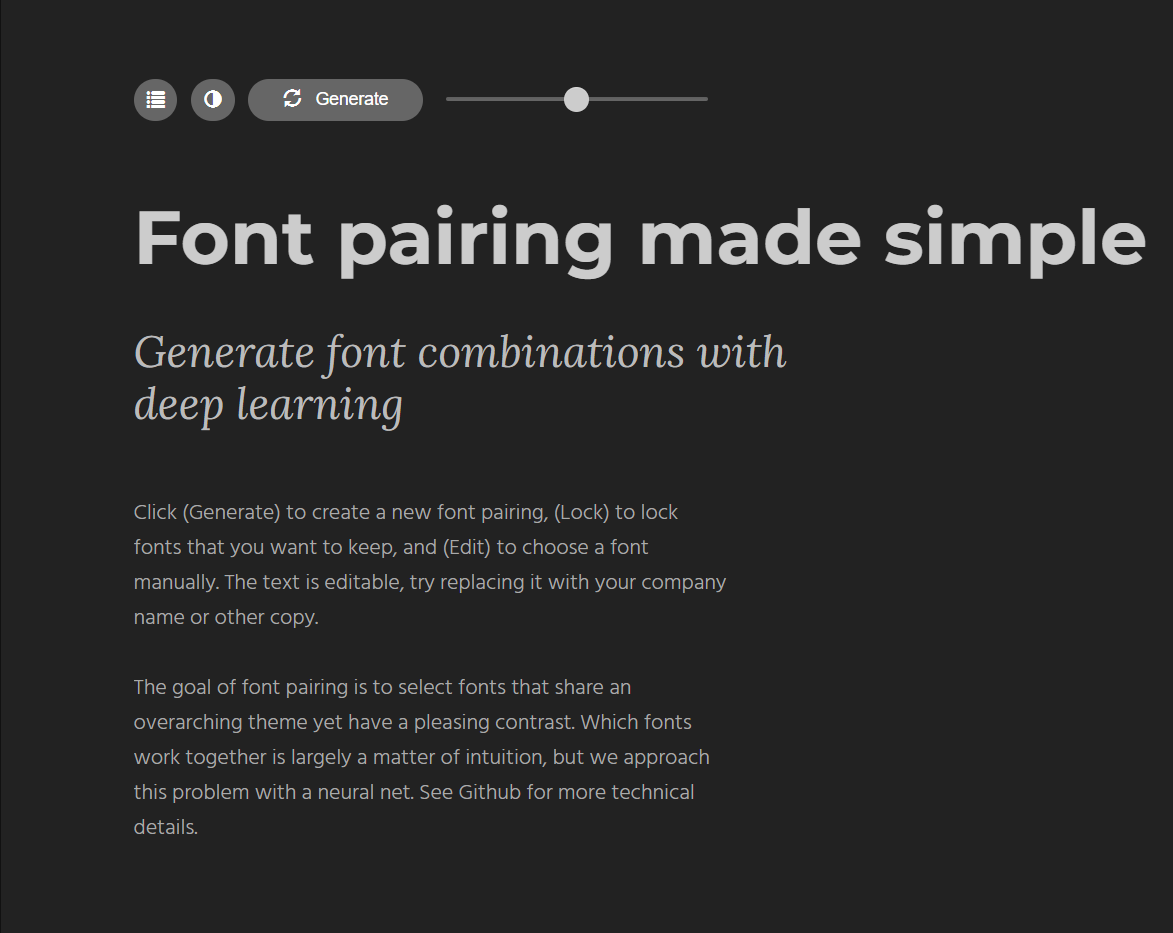 Generate
Font pairing made simple
Generate font combinations with
deep learning
Click (Generate) to create a new font pairing, (Lock) to lock
fonts that you want to keep, and (Edit) to choose a font
manually. The text is editable, try replacing it with your company
name or other copy.
The goal of font pairing is to select fonts that share an
overarching theme yet have a pleasing contrast. Which fonts
work together is largely a matter of intuition, but we approach
this problem with a neural net. See Github for more technical
details.